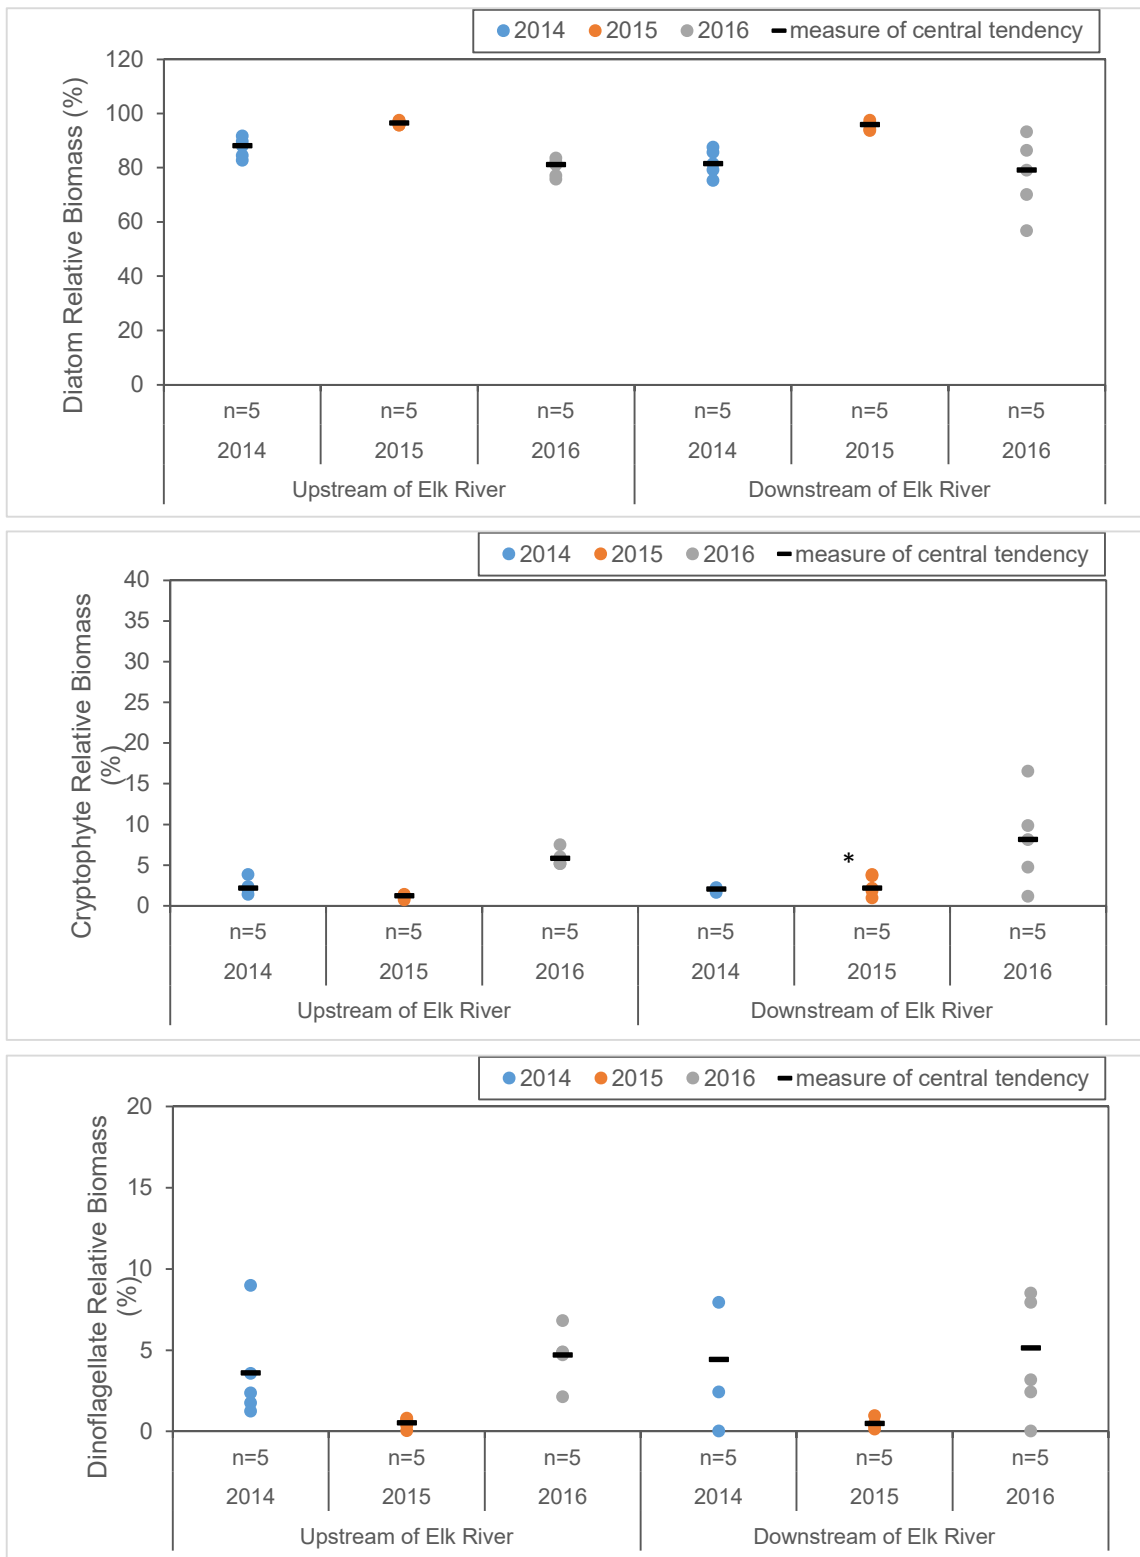 2014 2015 2016 measure of central tendency
Diatom Relative Biomass (%)
120
100
80
60
40
20
0
n=5 n=5 n=5 n=5 n=5 n=5
2014 2015 2016 2014 2015 2016
Upstream of Elk River Downstream of Elk River
2014 2015 2016 measure of central tendency
Cryptophyte Relative Biomass
(%)
40
35
30
25
20
15
10
5
0
*
n=5 n=5 n=5 n=5 n=5 n=5
2014 2015 2016 2014 2015 2016
Upstream of Elk River Downstream of Elk River
2014 2015 2016 measure of central tendency
Dinoflagellate Relative Biomass
(%)
20
15
10
5
0
n=5 n=5 n=5 n=5 n=5 n=5
2014 2015 2016 2014 2015 2016
Upstream of Elk River Downstream of Elk River